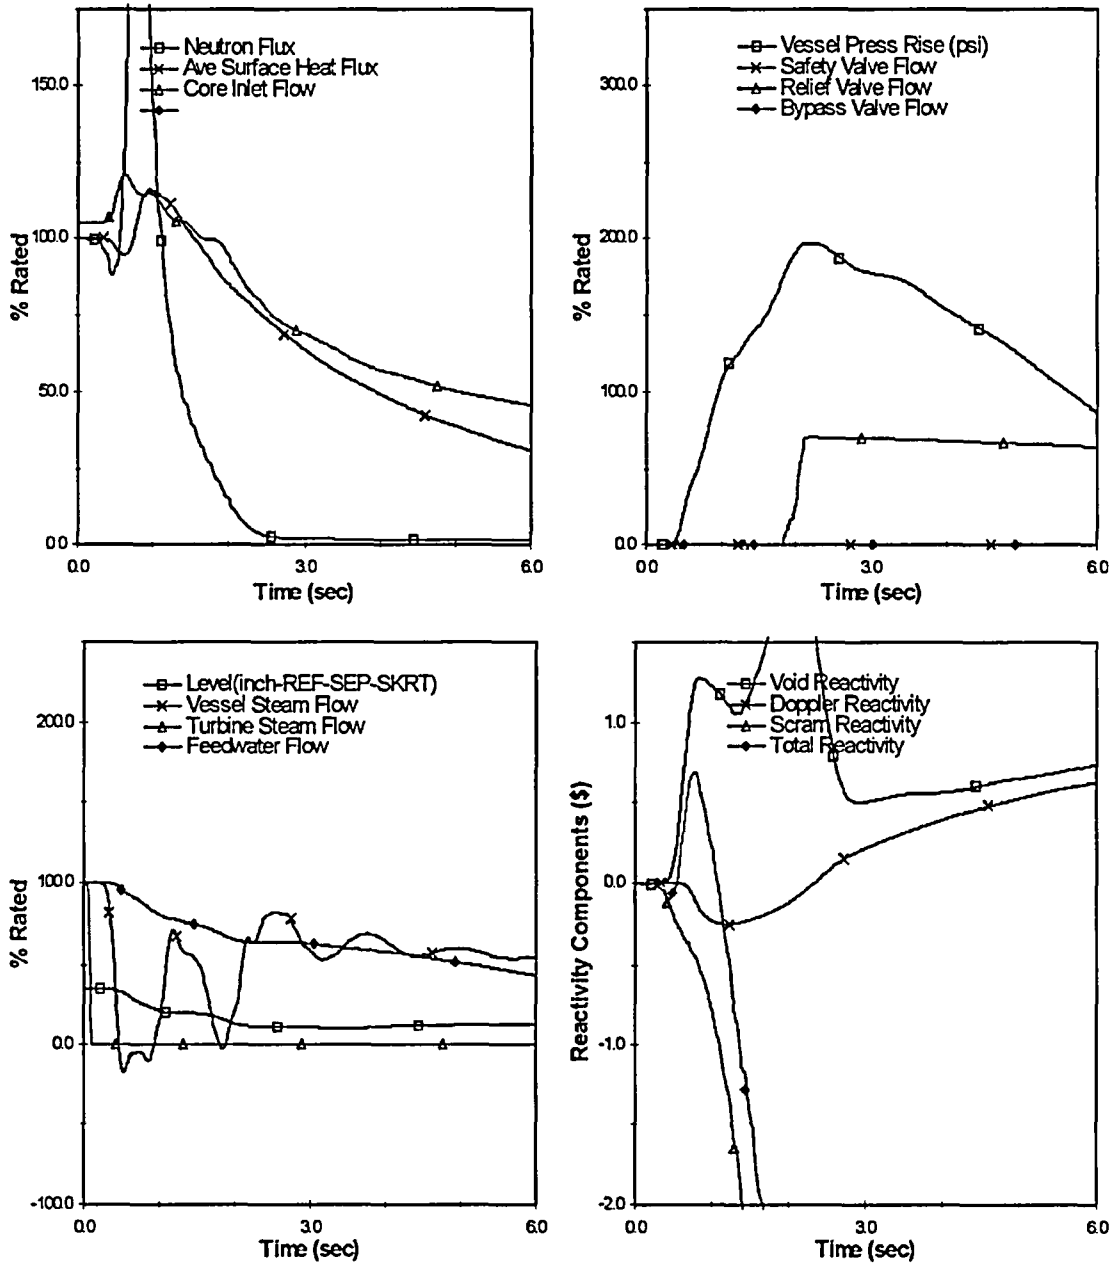 Neutron Flux
Ave Surface Heat Flux
Core Inlet Flow
% Rated
150.0
100.0
50.0
0.0
0.0
3.0
6.0
Time (sec)
Vessel Press Rise (psi)
Safety Valve Flow
Relief Valve Flow
Bypass Valve Flow
% Rated
300.0
200.0
100.0
0.0
0.0
3.0
6.0
Time (sec)
Level(inch-REF-SEP-SKRT)
Vessel Steam Flow
Turbine Steam Flow
Feedwater Flow
% Rated
200.0
100.0
0.0
-100.0
0.0
3.0
6.0
Time (sec)
Void Reactivity
Doppler Reactivity
Scram Reactivity
Total Reactivity
Reactivity Components ($)
1.0
0.0
-1.0
-2.0
0.0
3.0
6.0
Time (sec)